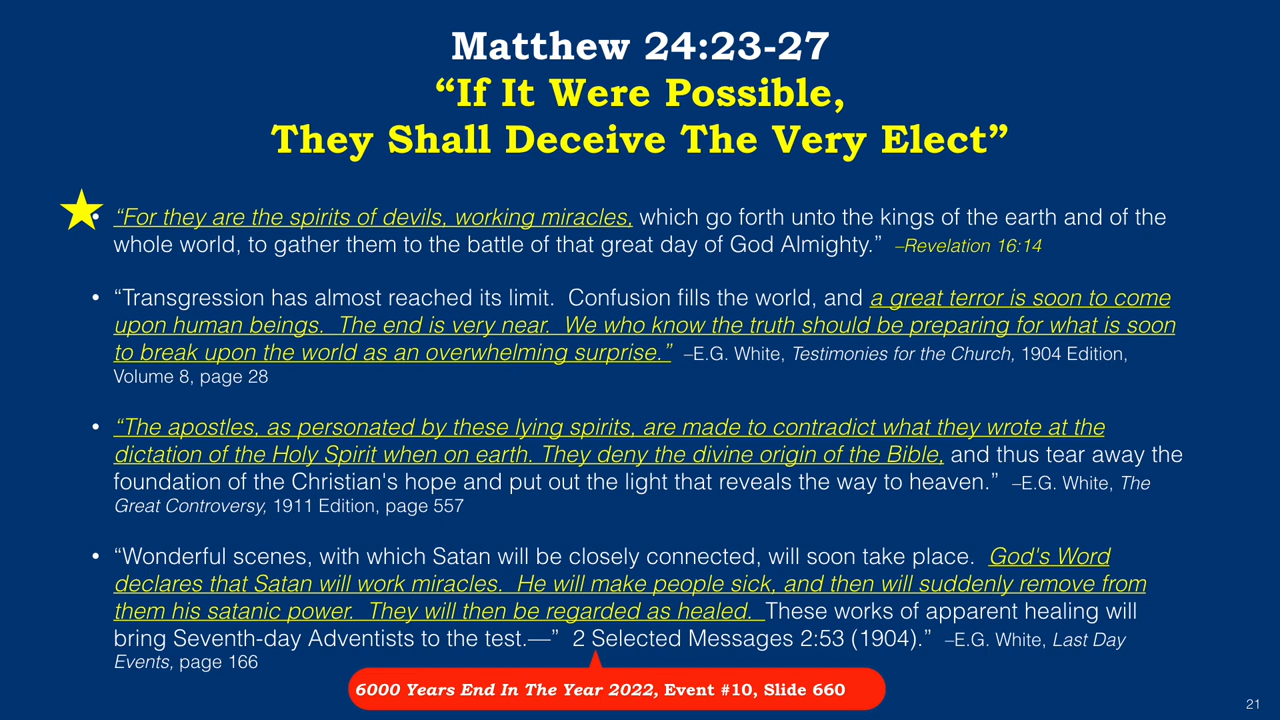 Matthew 24:23-27
“If It Were Possible,
They Shall Deceive The Very Elect”
• “For they are the spirits of devils, working miracles, which go forth unto the kings of the earth and of the
whole world, to gather them to the battle of that great day of God Almighty.” –Revelation 16:14
• “Transgression has almost reached its limit. Confusion fills the world, and a great terror is soon to come
upon human beings. The end is very near. We who know the truth should be preparing for what is soon
to break upon the world as an overwhelming surprise.” –E.G. White, Testimonies for the Church, 1904 Edition,
Volume 8, page 28
• “The apostles, as personated by these lying spirits, are made to contradict what they wrote at the
dictation of the Holy Spirit when on earth. They deny the divine origin of the Bible, and thus tear away the
foundation of the Christian's hope and put out the light that reveals the way to heaven.” –E.G. White, The
Great Controversy, 1911 Edition, page 557
• “Wonderful scenes, with which Satan will be closely connected, will soon take place. God's Word
declares that Satan will work miracles. He will make people sick, and then will suddenly remove from
them his satanic power. They will then be regarded as healed. These works of apparent healing will
bring Seventh-day Adventists to the test.—” 2 Selected Messages 2:53 (1904).” –E.G. White, Last Day
Events, page 166
6000 Years End In The Year 2022, Event #10, Slide 660
21